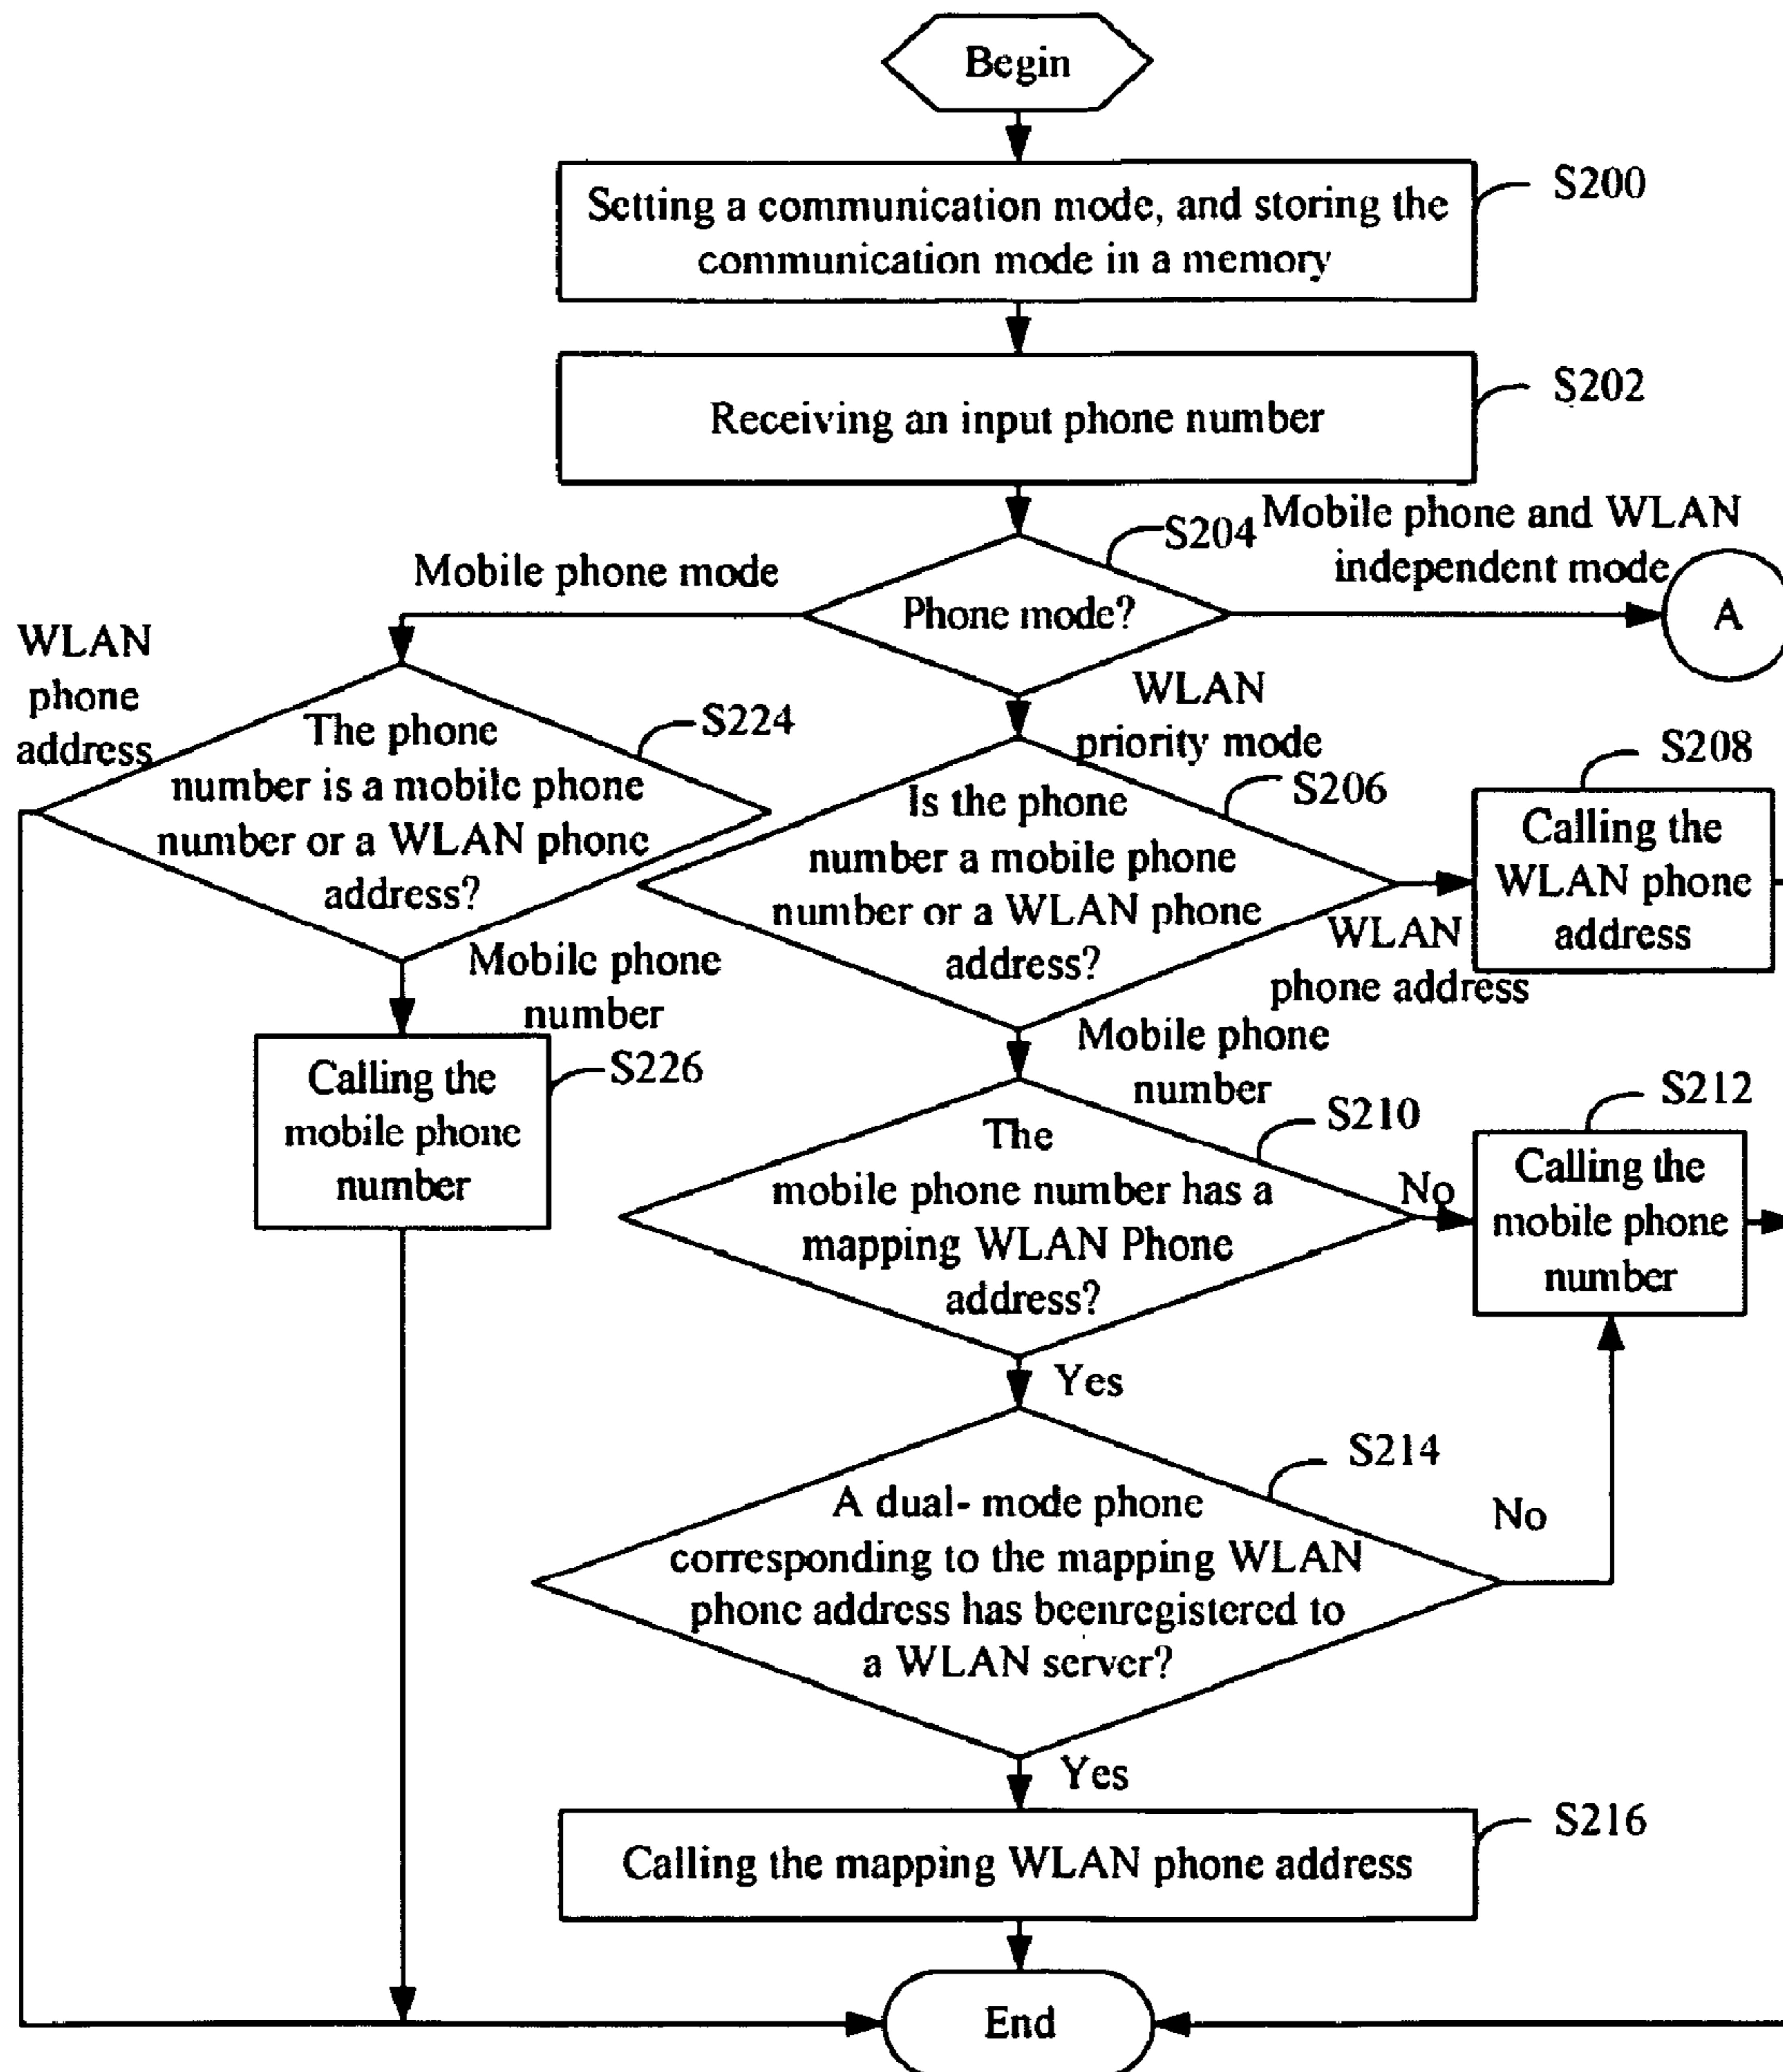 Begin
Setting a communication mode, and storing the
communication mode in a memory
S200
Receiving an input phone number
S202
Phone mode?
S204
Mobile phone mode
Mobile phone and WLAN
independent mode
A
WLAN
priority mode
WLAN
phone
address
The phone
number is a mobile phone
number or a WLAN phone
address?
S224
Is the phone
number a mobile phone
number or a WLAN phone
address?
S206
S208
Calling the
WLAN phone
address
WLAN
phone address
Mobile phone
number
Mobile phone
number
Calling the
mobile phone
number
S226
The
mobile phone number has a
mapping WLAN Phone
address?
S210
No
S212
Calling the
mobile phone
number
Yes
A dual- mode phone
corresponding to the mapping WLAN
phone address has beenregistered to
a WLAN server?
S214
No
Yes
Calling the mapping WLAN phone address
S216
End